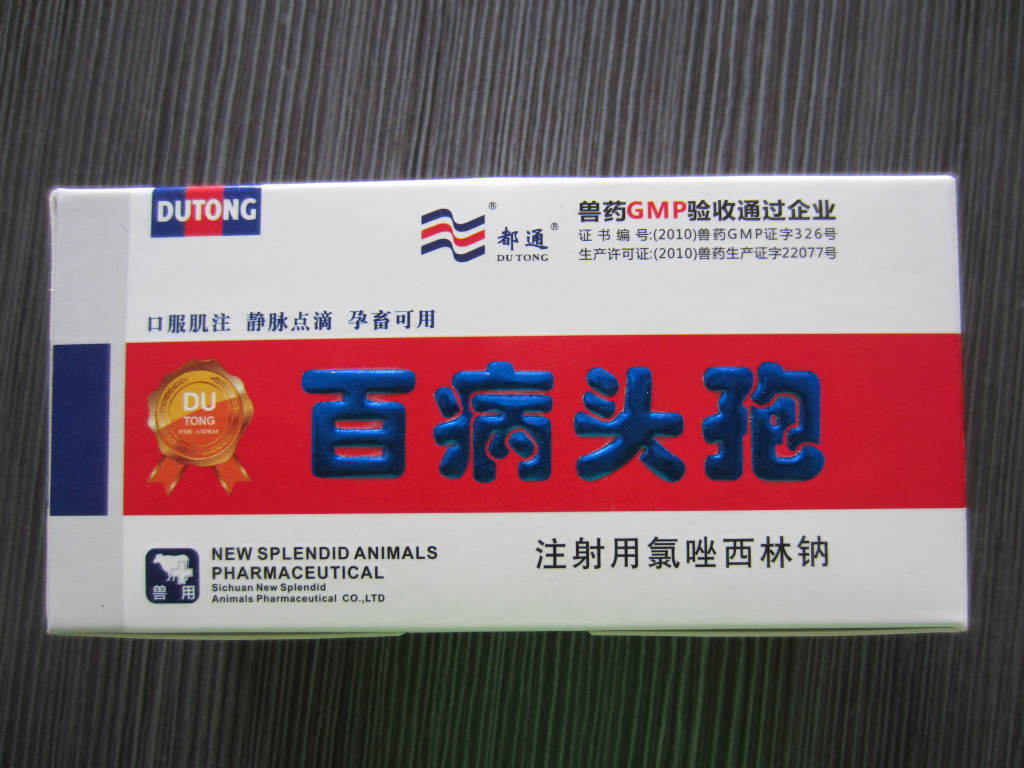 DUTONG
都通
DU TONG
兽药GMP验收通过企业
证书编号:(2010)兽药GMP证字326号
生产许可证:(2010)兽药生产证字22077号
口服肌注 静脉点滴 孕畜可用
DU
TONG
百病头孢
NEW SPLENDID ANIMALS
PHARMACEUTICAL
Sichuan New Splendid
Animals Pharmaceutical CO.,LTD
兽用
注射用氯唑西林钠